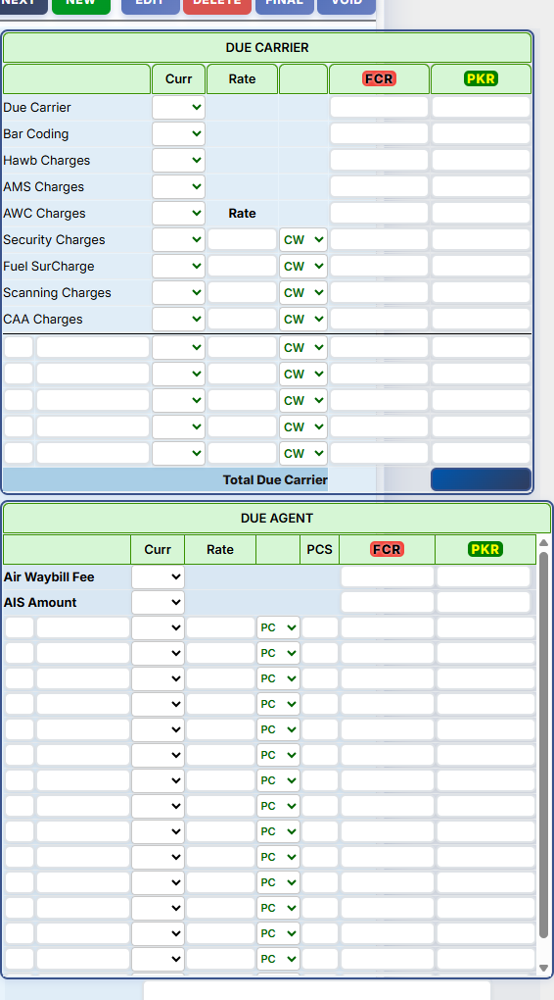 NEXT NEW EDIT DELETE FINAL VOID
DUE CARRIER
Curr Rate FCR PKR
Due Carrier
Bar Coding
Hawb Charges
AMS Charges
AWC Charges Rate
Security Charges CW
Fuel SurCharge CW
Scanning Charges CW
CAA Charges CW
CW
CW
CW
CW
CW
Total Due Carrier
DUE AGENT
Curr Rate PCS FCR PKR
Air Waybill Fee
AIS Amount
PC
PC
PC
PC
PC
PC
PC
PC
PC
PC
PC
PC
PC
PC